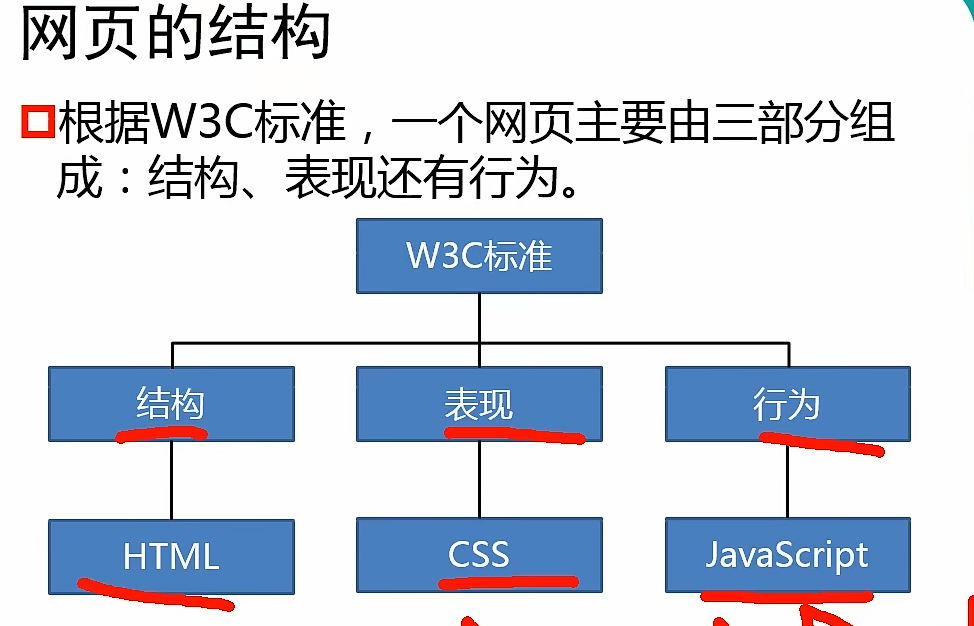 网页的结构
根据W3C标准，一个网页主要由三部分组
成：结构、表现还有行为。
W3C标准
结构
表现
行为
HTML
CSS
JavaScript